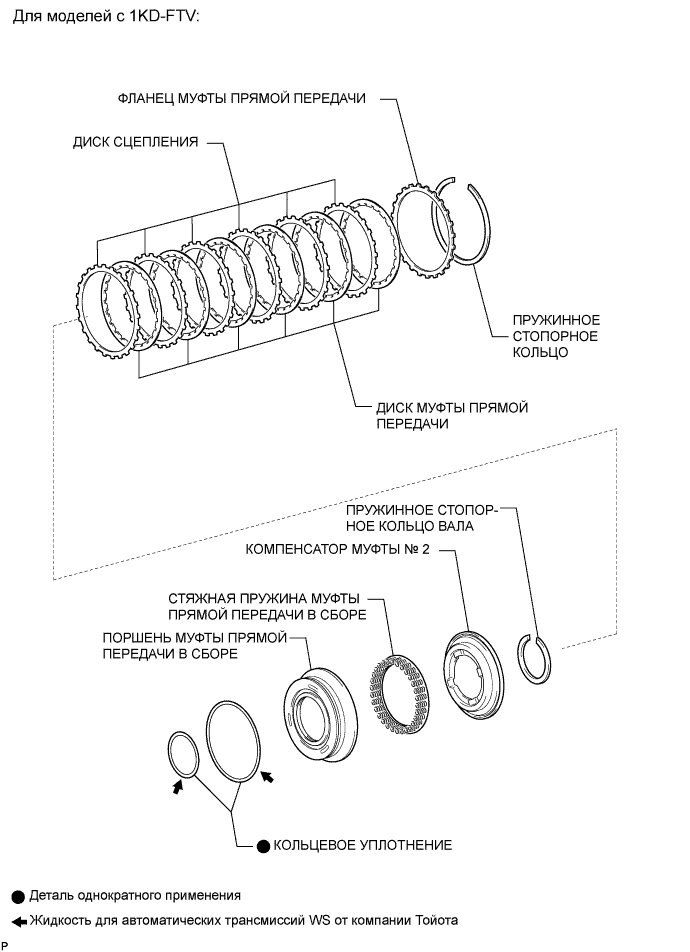 Для моделей с 1KD-FTV:
ФЛАНЕЦ МУФТЫ ПРЯМОЙ ПЕРЕДАЧИ
ДИСК СЦЕПЛЕНИЯ
ПРУЖИННОЕ
СТОПОРНОЕ
КОЛЬЦО
ДИСК МУФТЫ ПРЯМОЙ
ПЕРЕДАЧИ
ПРУЖИННОЕ СТОПОР-
НОЕ КОЛЬЦО ВАЛА
КОМПЕНСАТОР МУФТЫ № 2
СТЯЖНАЯ ПРУЖИНА МУФТЫ
ПРЯМОЙ ПЕРЕДАЧИ В СБОРЕ
ПОРШЕНЬ МУФТЫ ПРЯМОЙ
ПЕРЕДАЧИ В СБОРЕ
КОЛЬЦЕВОЕ УПЛОТНЕНИЕ
Деталь однократного применения
Жидкость для автоматических трансмиссий WS от компании Тойота
P